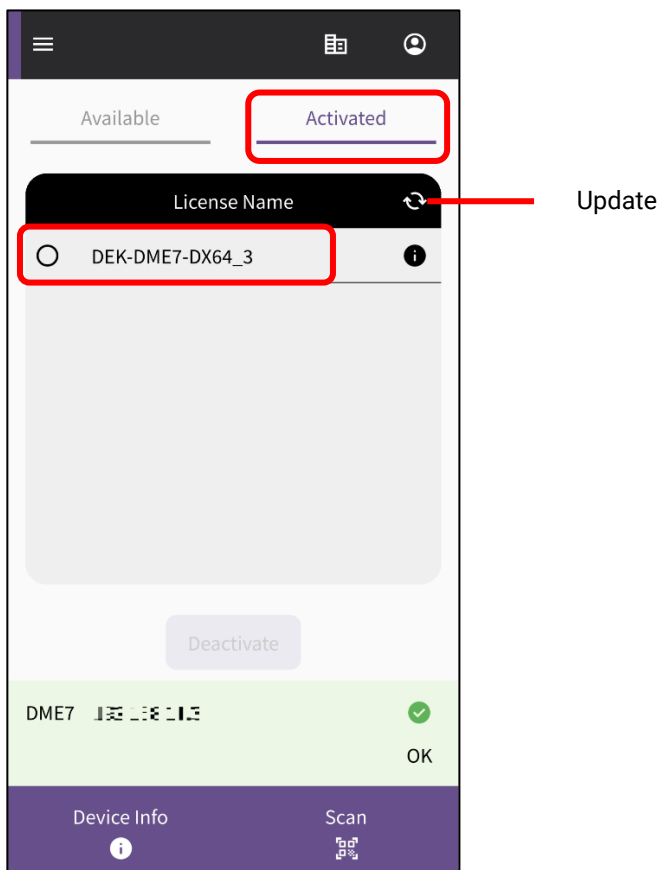 Available Activated
License Name
Update
DEK-DME7-DX64_3
Deactivate
DME7
OK
Device Info Scan